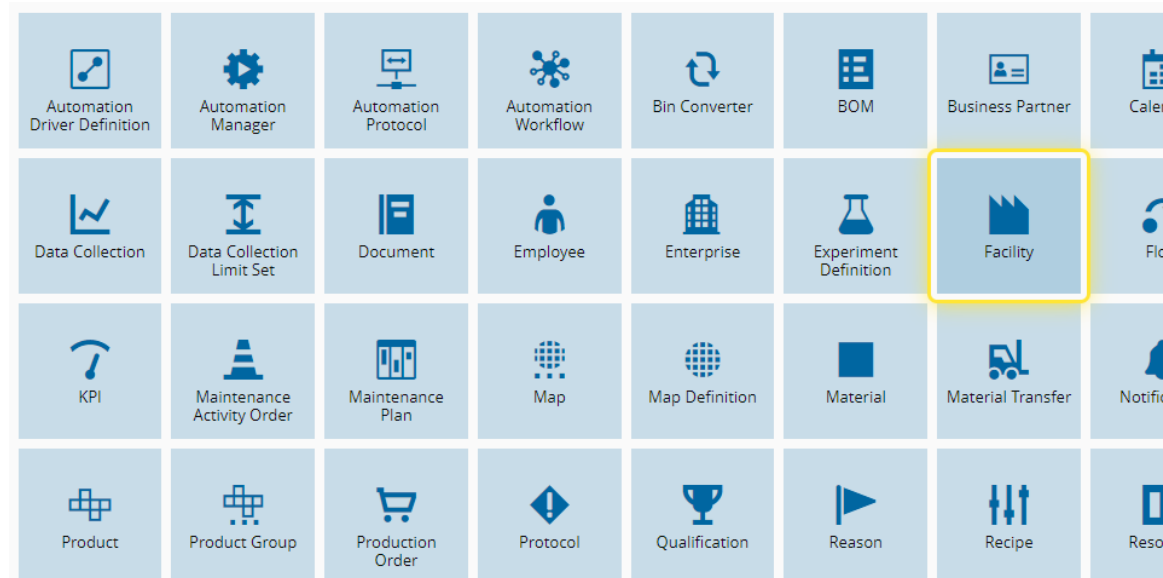 Automation
Driver Definition
Automation
Manager
Automation
Protocol
Automation
Workflow
Bin Converter
BOM
Business Partner
Data Collection
Data Collection
Limit Set
Document
Employee
Enterprise
Experiment
Definition
Facility
KPI
Maintenance
Activity Order
Maintenance
Plan
Map
Map Definition
Material
Material Transfer
Product
Product Group
Production
Order
Protocol
Qualification
Reason
Recipe